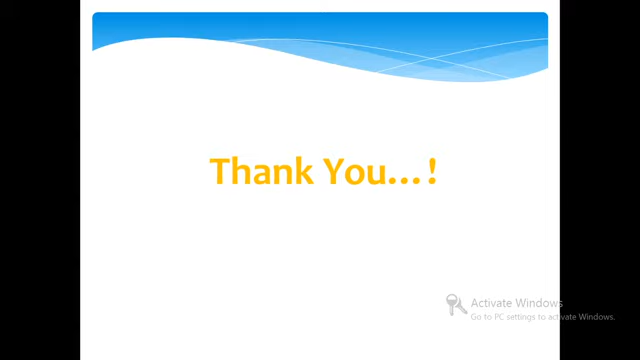 Thank You...!
Activate Windows
Go to PC settings to activate Windows.